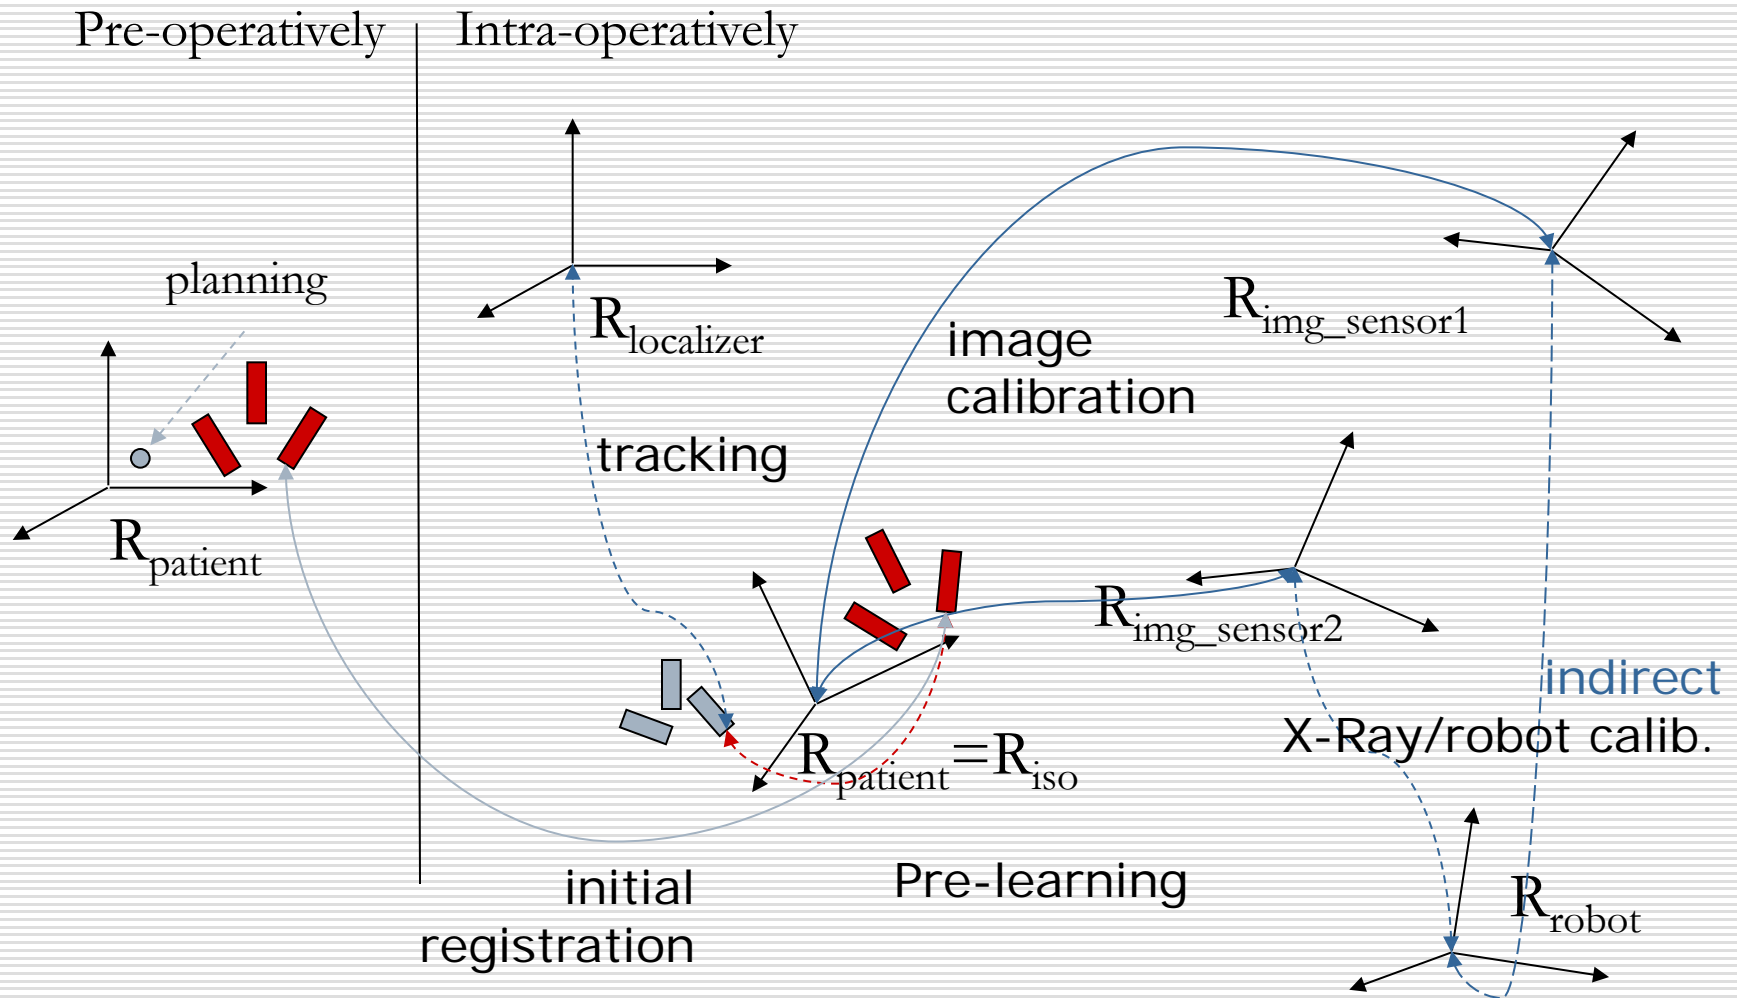 Pre-operatively
Intra-operatively
planning
R_patient
R_localizer
tracking
image
calibration
R_img_sensor1
R_img_sensor2
indirect
X-Ray/robot calib.
R_patient=R_iso
initial
registration
Pre-learning
R_robot